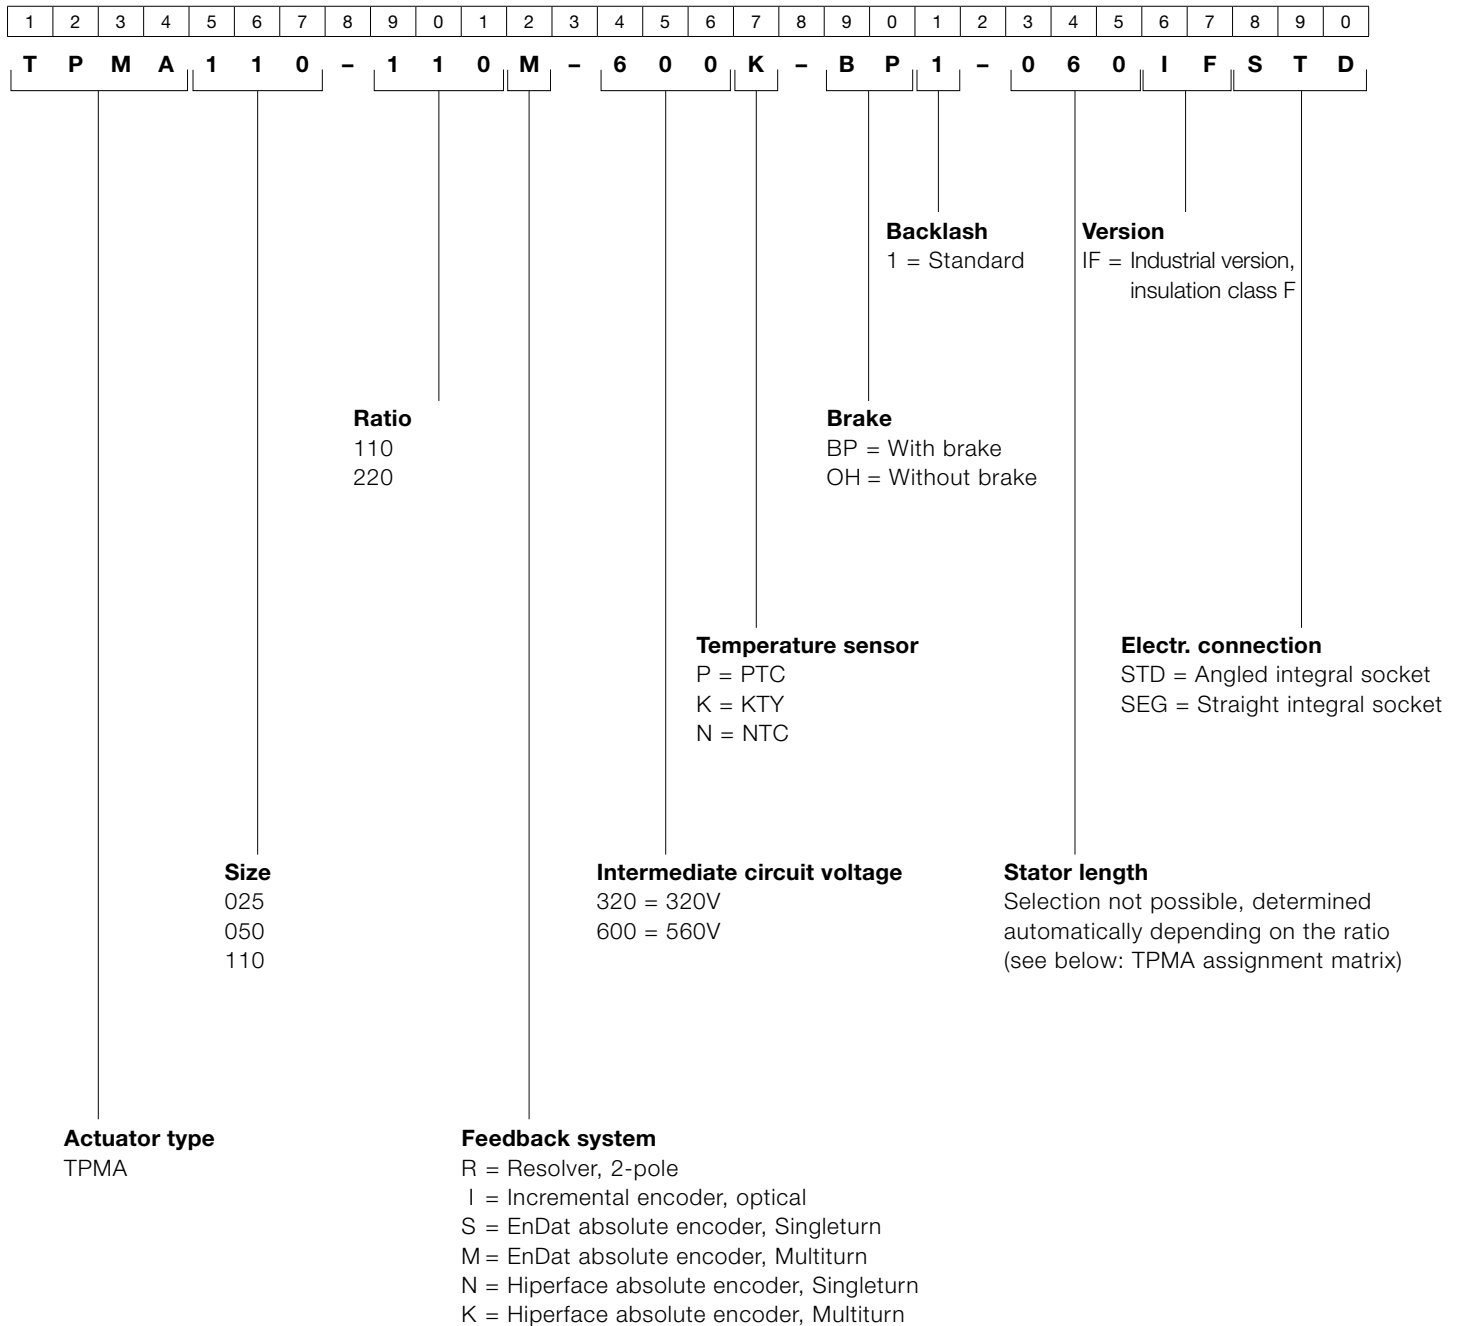 1 2 3 4 5 6 7 8 9 0 1 2 3 4 5 6 7 8 9 0 1 2 3 4 5 6 7 8 9 0
T P M A 1 1 0 – 1 1 0 M – 6 0 0 K – B P 1 – 0 6 0 I F S T D
Backlash
1 = Standard
Version
IF = Industrial version,
insulation class F
Ratio
110
220
Brake
BP = With brake
OH = Without brake
Temperature sensor
P = PTC
K = KTY
N = NTC
Electr. connection
STD = Angled integral socket
SEG = Straight integral socket
Size
025
050
110
Intermediate circuit voltage
320 = 320V
600 = 560V
Stator length
Selection not possible, determined
automatically depending on the ratio
(see below: TPMA assignment matrix)
Actuator type
TPMA
Feedback system
R = Resolver, 2-pole
I = Incremental encoder, optical
S = EnDat absolute encoder, Singleturn
M = EnDat absolute encoder, Multiturn
N = Hiperface absolute encoder, Singleturn
K = Hiperface absolute encoder, Multiturn